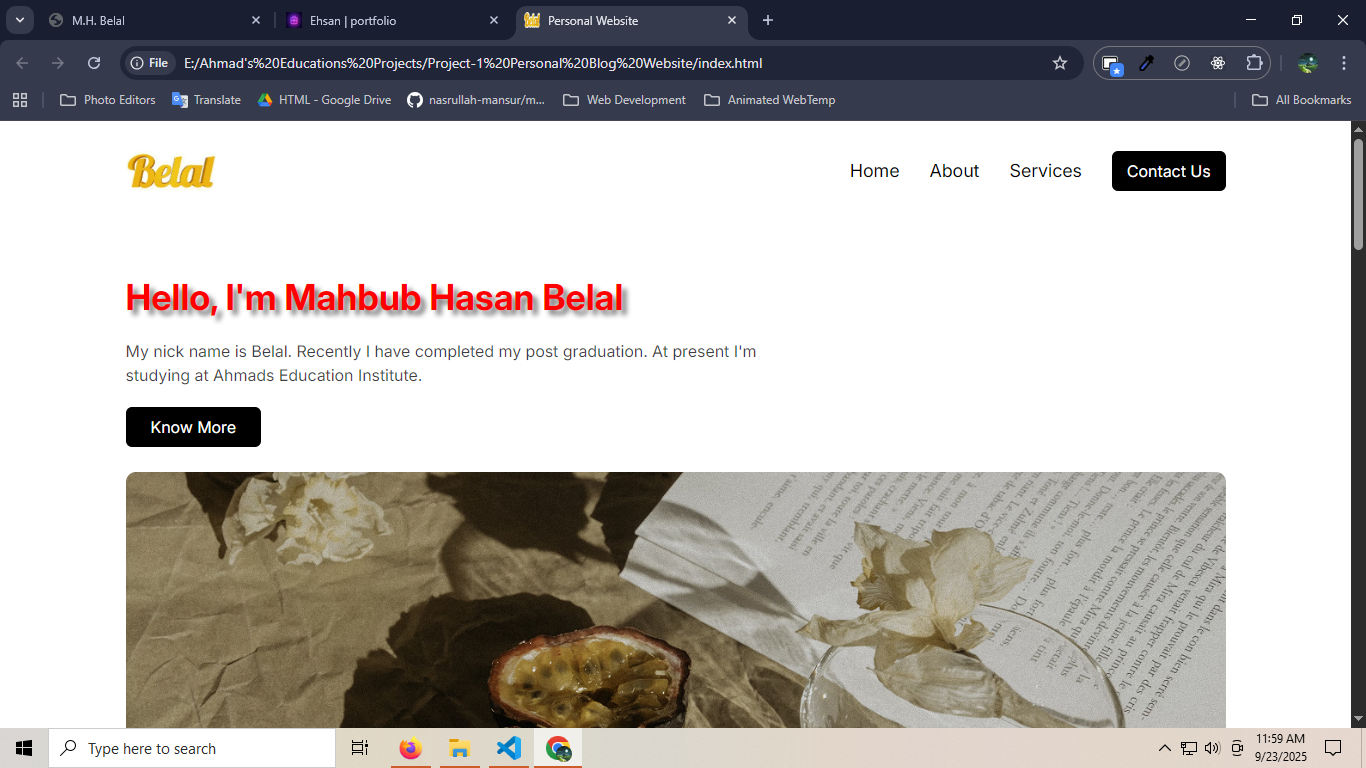 M.H. Belal
Ehsan | portfolio
Personal Website
File
E:/Ahmad's%20Educations%20Projects/Project-1%20Personal%20Blog%20Website/index.html
Photo Editors
Translate
HTML - Google Drive
nasrullah-mansur/m...
Web Development
Animated WebTemp
All Bookmarks
Belal
Home
About
Services
Contact Us
Hello, I'm Mahbub Hasan Belal
My nick name is Belal. Recently I have completed my post graduation. At present I'm
studying at Ahmads Education Institute.
Know More
Type here to search
11:59 AM
9/23/2025